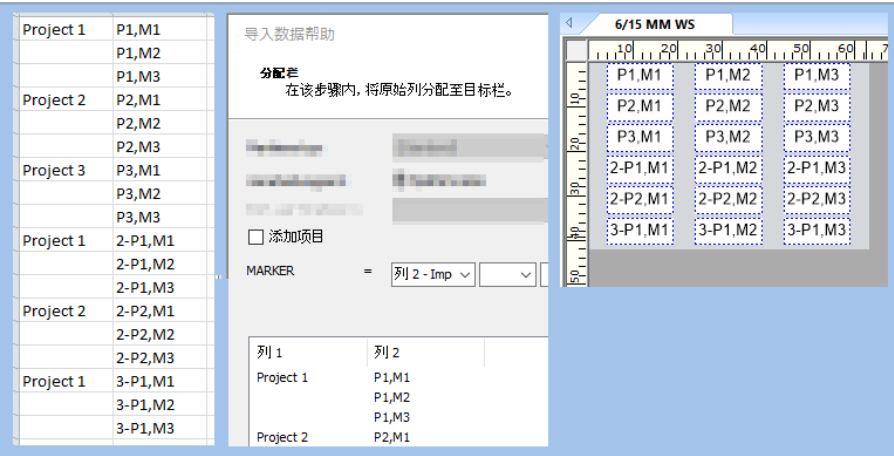 Project 1 P1,M1
P1,M2
P1,M3
Project 2 P2,M1
P2,M2
P2,M3
Project 3 P3,M1
P3,M2
P3,M3
Project 1 2-P1,M1
2-P1,M2
2-P1,M3
Project 2 2-P2,M1
2-P2,M2
2-P2,M3
Project 1 3-P1,M1
3-P1,M2
3-P1,M3
导入数据帮助
分配栏
在该步骤内, 将原始列分配至目标栏。
添加项目
MARKER = 列 2 - Imp
列 1 列 2
Project 1 P1,M1
P1,M2
P1,M3
Project 2 P2,M1
6/15 MM WS
10 20 30 40 50 60 7
10
20
30
40
50
P1,M1 P1,M2 P1,M3
P2,M1 P2,M2 P2,M3
P3,M1 P3,M2 P3,M3
2-P1,M1 2-P1,M2 2-P1,M3
2-P2,M1 2-P2,M2 2-P2,M3
3-P1,M1 3-P1,M2 3-P1,M3